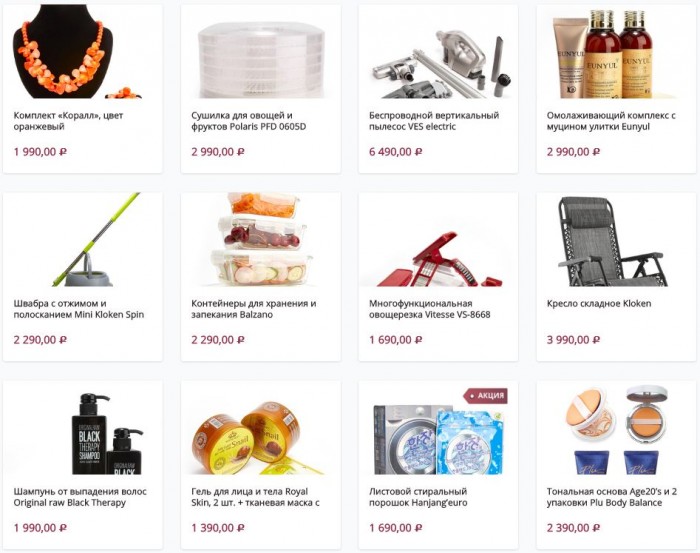 EUNYUL
EUNYUL
EUNYUL
Комплект «Коралл», цвет
оранжевый
1 990,00 ₽
Сушилка для овощей и
фруктов Polaris PFD 0605D
2 990,00 ₽
Беспроводной вертикальный
пылесос VES electric
6 490,00 ₽
Омолаживающий комплекс с
муцином улитки Eunyul
2 990,00 ₽
Швабра с отжимом и
полосканием Mini Kloken Spin
2 290,00 ₽
Контейнеры для хранения и
запекания Balzano
2 290,00 ₽
Многофункциональная
овощерезка Vitesse VS-8668
1 690,00 ₽
Кресло складное Kloken
3 990,00 ₽
ORIGINAL RAW
BLACK
THERAPY
SHAMPOO
BLACK
Snail
АКЦИЯ
Шампунь от выпадения волос
Original raw Black Therapy
1 990,00 ₽
Гель для лица и тела Royal
Skin, 2 шт. + тканевая маска с
1 390,00 ₽
Листовой стиральный
порошок Hanjang’euro
1 690,00 ₽
Тональная основа Age20’s и 2
упаковки Plu Body Balance
2 390,00 ₽